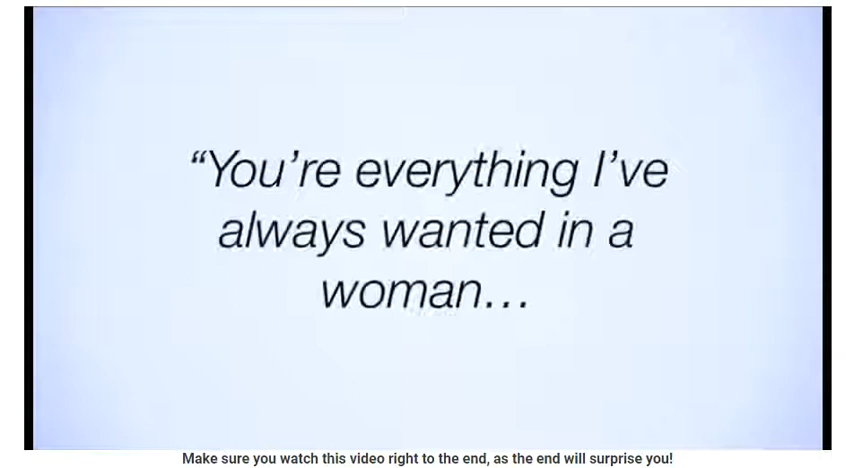 “You’re everything I’ve
always wanted in a
woman…
Make sure you watch this video right to the end, as the end will surprise you!